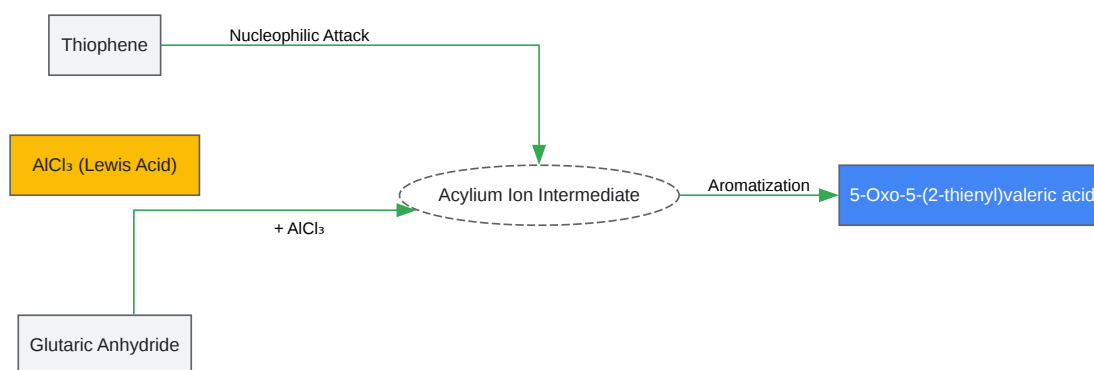 Thiophene
Nucleophilic Attack
AlCl₃ (Lewis Acid)
Acylium Ion Intermediate
Aromatization
5-Oxo-5-(2-thienyl)valeric acid
+ AlCl₃
Glutaric Anhydride